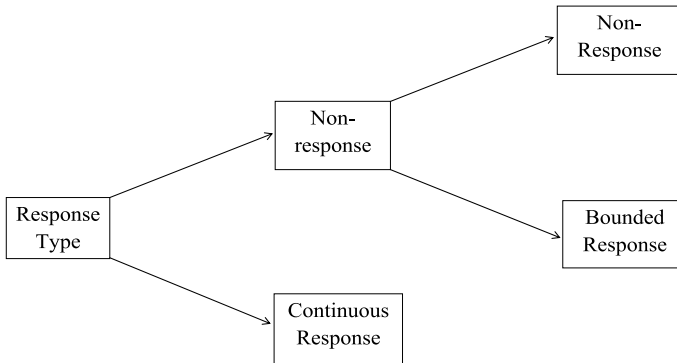 Non-
Response
Non-
response
Response
Type
Bounded
Response
Continuous
Response